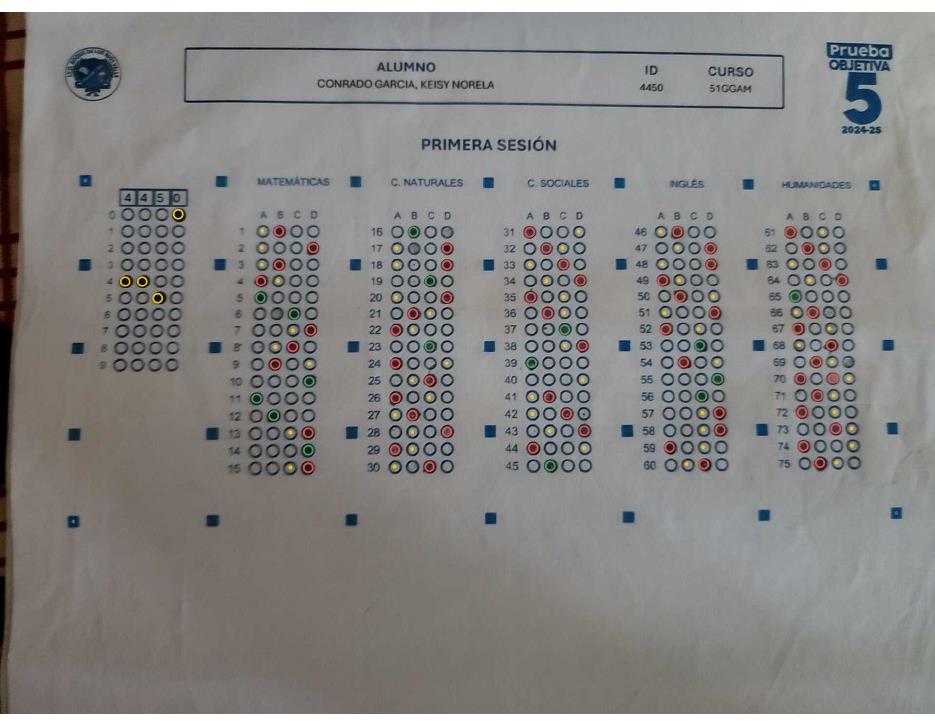 ALUMNO ID CURSO
CONRADO GARCIA, KEISY NORELA 4450 51GGAM
Prueba
OBJETIVA
5
2024-25
PRIMERA SESIÓN
MATEMÁTICAS C. NATURALES C. SOCIALES INGLÉS HUMANIDADES
4 4 5 0
A B C D A B C D A B C D A B C D A B C D
0
1 1 16 31 46 61
2 2 17 32 47 62
3 3 18 33 48 63
4 4 19 34 49 64
5 5 20 35 50 65
6 6 21 36 51 66
7 7 22 37 52 67
8 8 23 38 53 68
9 9 24 39 54 69
10 25 40 55 70
11 26 41 56 71
12 27 42 57 72
13 28 43 58 73
14 29 44 59 74
15 30 45 60 75